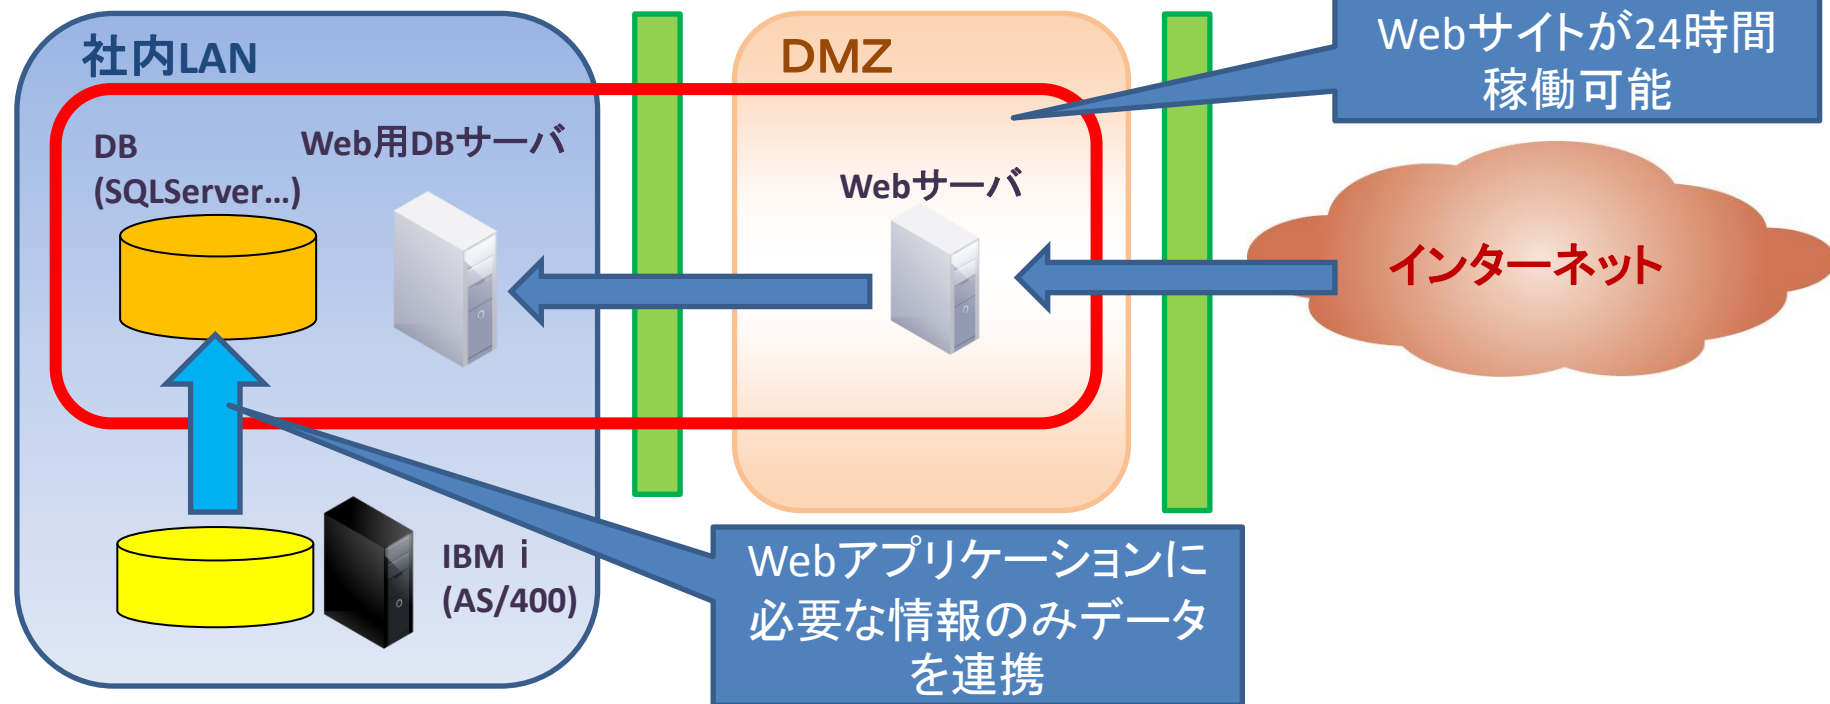 社内LAN
DMZ
Webサイトが24時間
稼働可能
DB
(SQLServer…)
Web用DBサーバ
Webサーバ
インターネット
IBM i
(AS/400)
Webアプリケーションに
必要な情報のみデータ
を連携